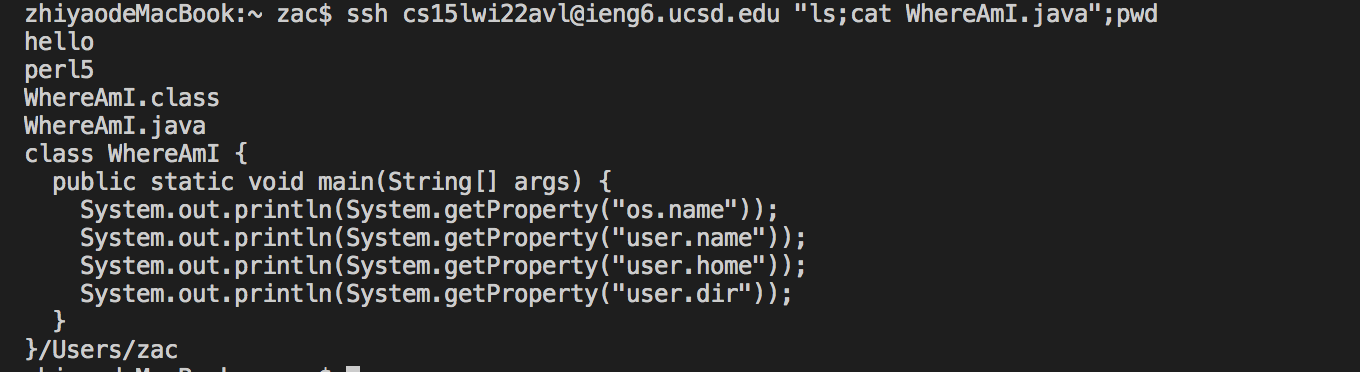 zhiyaodeMacBook:~ zac$ ssh cs15lwi22avl@ieng6.ucsd.edu "ls;cat WhereAmI.java";pwd
hello
perl5
WhereAmI.class
WhereAmI.java
class WhereAmI {
  public static void main(String[] args) {
    System.out.println(System.getProperty("os.name"));
    System.out.println(System.getProperty("user.name"));
    System.out.println(System.getProperty("user.home"));
    System.out.println(System.getProperty("user.dir"));
  }
}/Users/zac